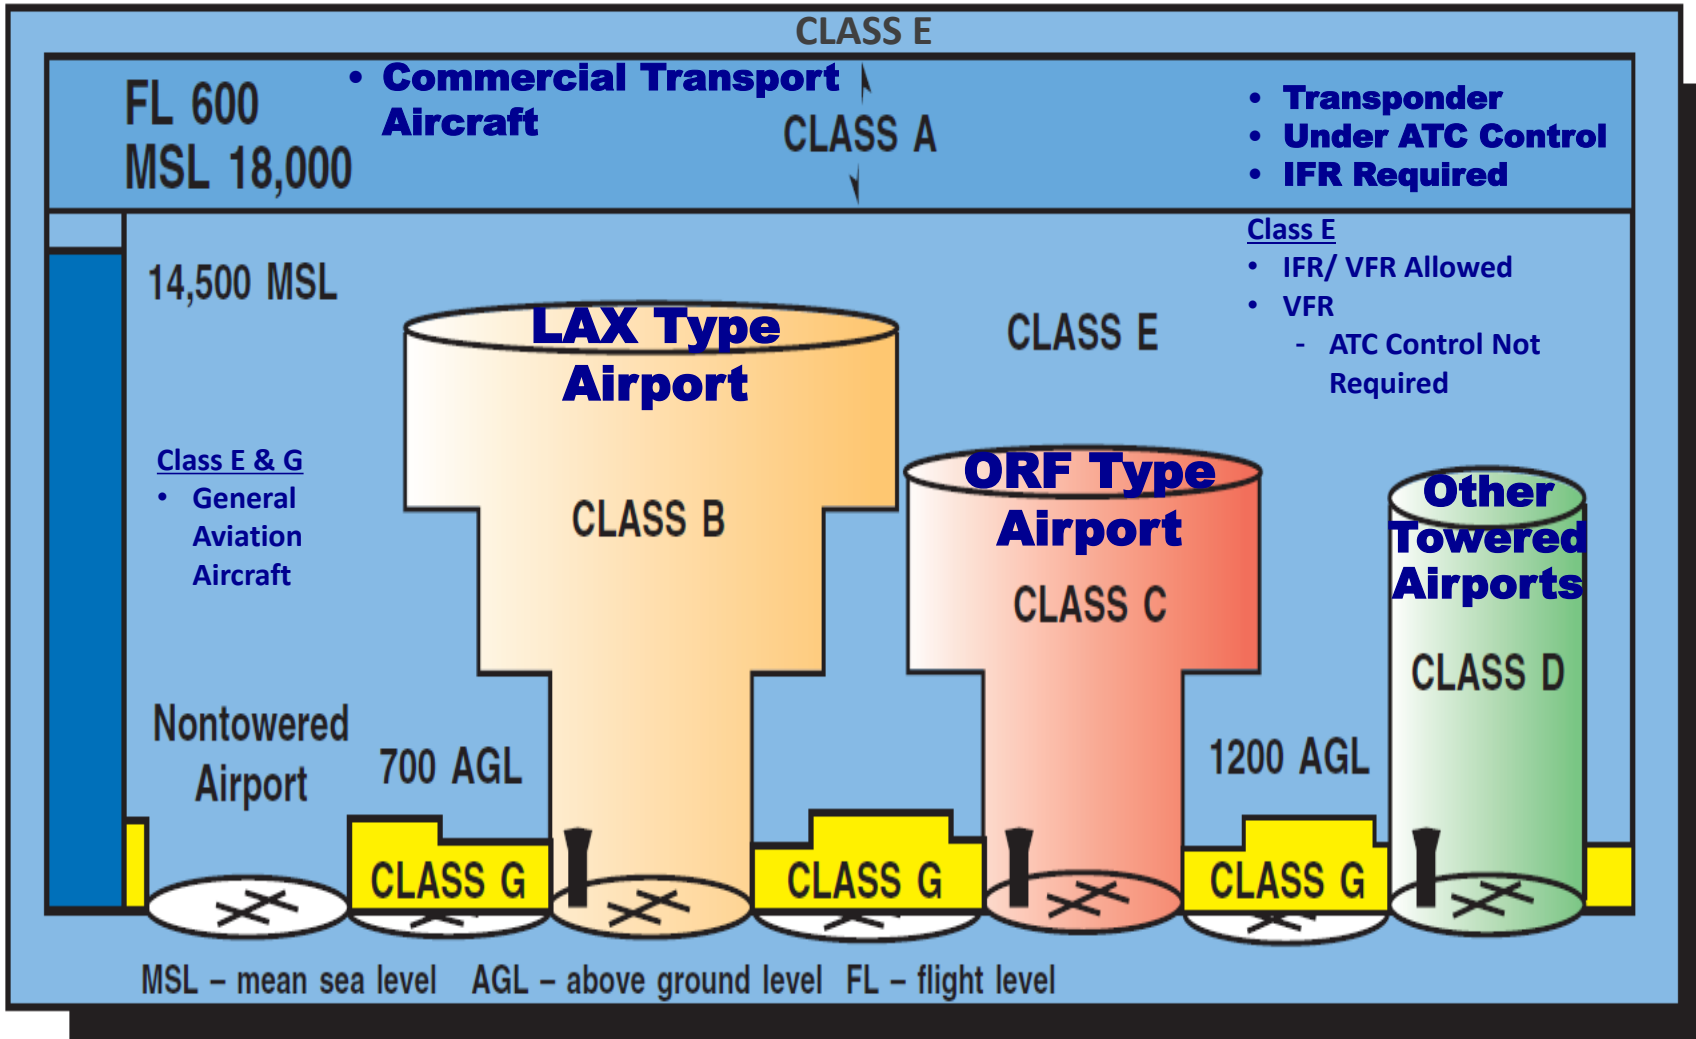 CLASS E
FL 600
MSL 18,000
• Commercial Transport
Aircraft
CLASS A
• Transponder
• Under ATC Control
• IFR Required
Class E
• IFR/ VFR Allowed
• VFR
- ATC Control Not
Required
14,500 MSL
LAX Type
Airport
CLASS E
Class E & G
• General
Aviation
Aircraft
CLASS B
ORF Type
Airport
CLASS C
Other
Towered
Airports
CLASS D
Nontowered
Airport
700 AGL
1200 AGL
CLASS G
CLASS G
CLASS G
MSL – mean sea level AGL – above ground level FL – flight level